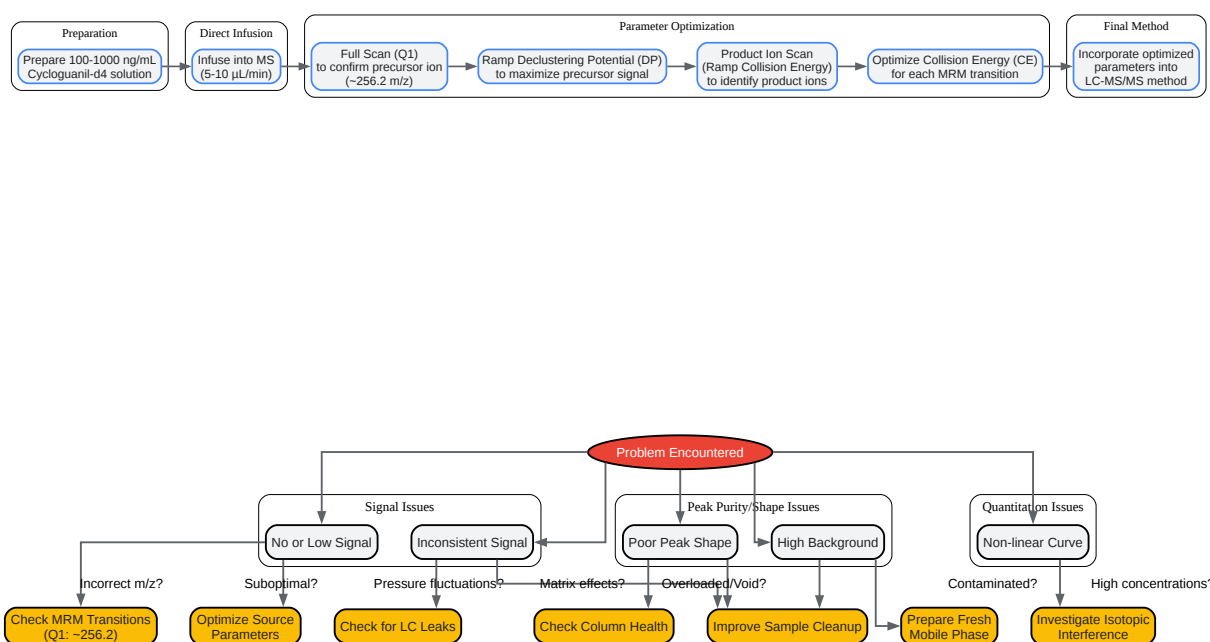 Preparation
Prepare 100-1000 ng/mL
Cycloguanil-d4 solution
Direct Infusion
Infuse into MS
(5-10 µL/min)
Parameter Optimization
Full Scan (Q1)
to confirm precursor ion
(~256.2 m/z)
Ramp Declustering Potential (DP)
to maximize precursor signal
Product Ion Scan
(Ramp Collision Energy)
to identify product ions
Optimize Collision Energy (CE)
for each MRM transition
Final Method
Incorporate optimized
parameters into
LC-MS/MS method
Problem Encountered
Signal Issues
Peak Purity/Shape Issues
Quantitation Issues
No or Low Signal
Inconsistent Signal
Poor Peak Shape
High Background
Non-linear Curve
Incorrect m/z?
Suboptimal?
Pressure fluctuations?
Matrix effects?
Overloaded/Void?
Contaminated?
High concentrations?
Check MRM Transitions
(Q1: ~256.2)
Optimize Source
Parameters
Check for LC Leaks
Check Column Health
Improve Sample Cleanup
Prepare Fresh
Mobile Phase
Investigate Isotopic
Interference